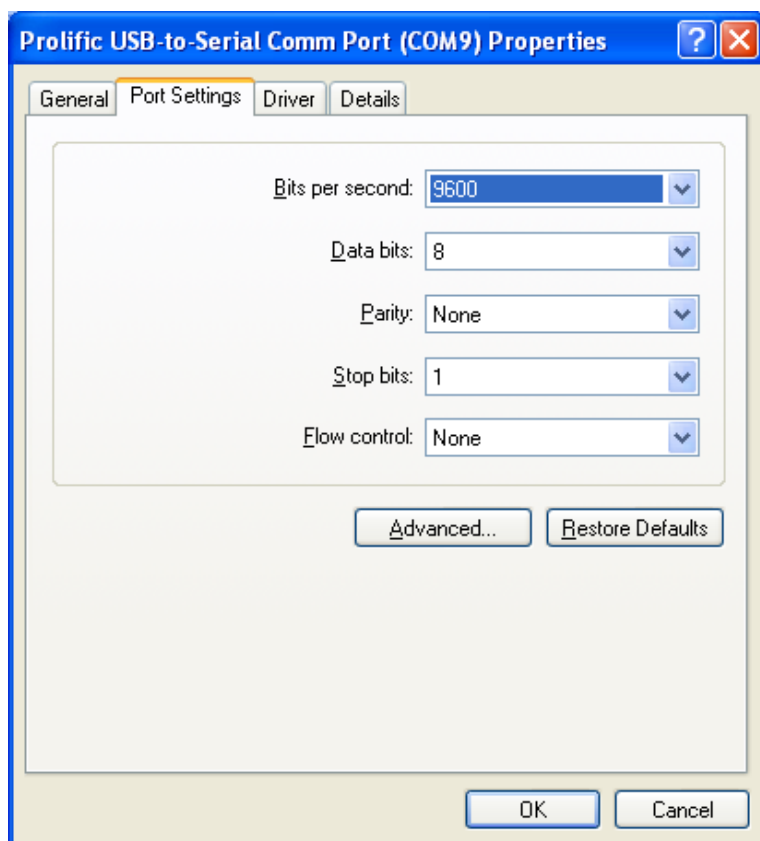 Prolific USB-to-Serial Comm Port (COM9) Properties
General Port Settings Driver Details
Bits per second: 9600
Data bits: 8
Parity: None
Stop bits: 1
Flow control: None
Advanced... Restore Defaults
OK Cancel